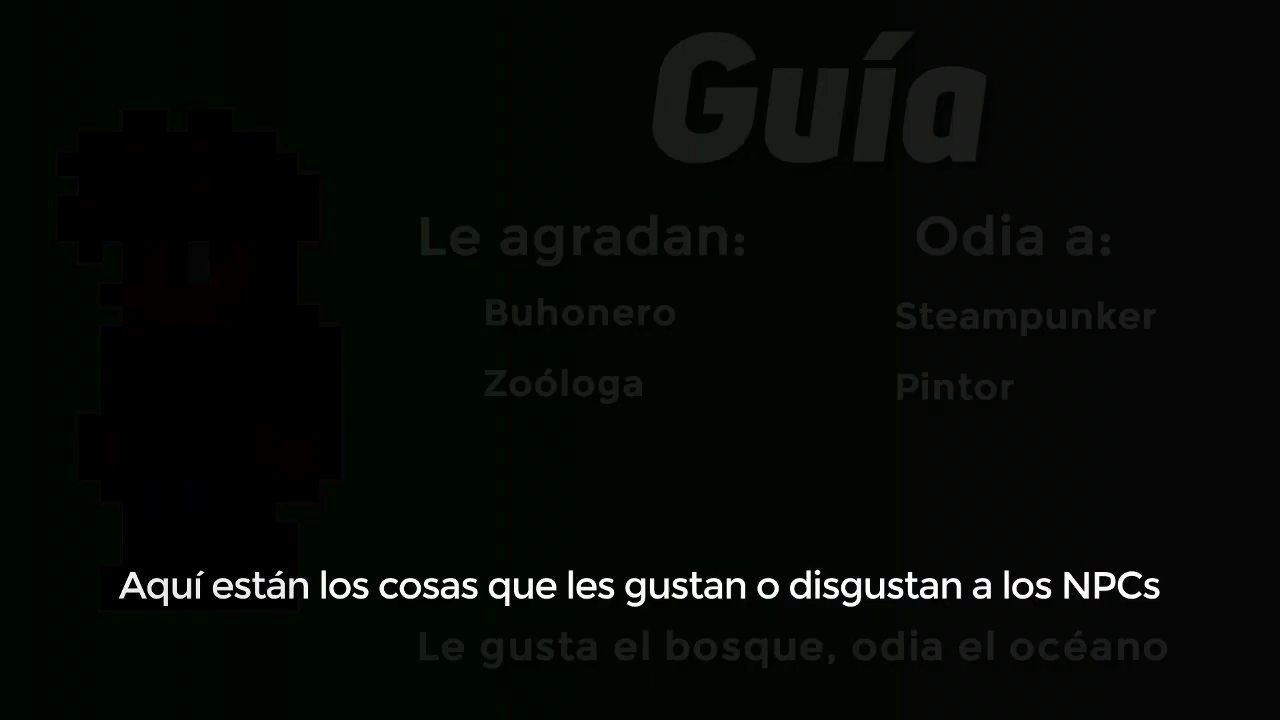 Guía
Le agradan:
Odia a:
Buhonero
Steampunker
Zoóloga
Pintor
Aquí están los cosas que les gustan o disgustan a los NPCs
Le gusta el bosque, odia el océano